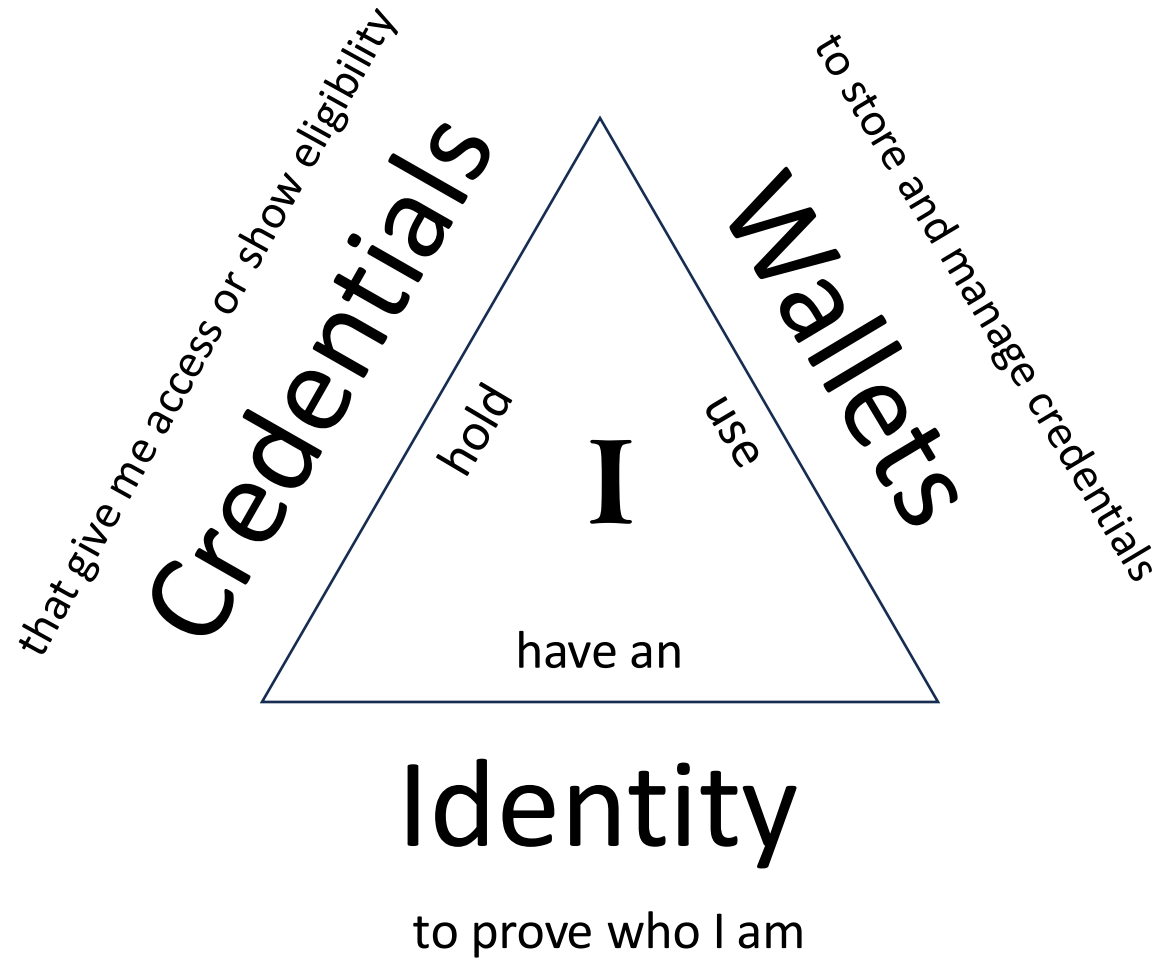 that give me access or show eligibility
Credentials
hold
to store and manage credentials
Wallets
use
I
have an
Identity
to prove who I am